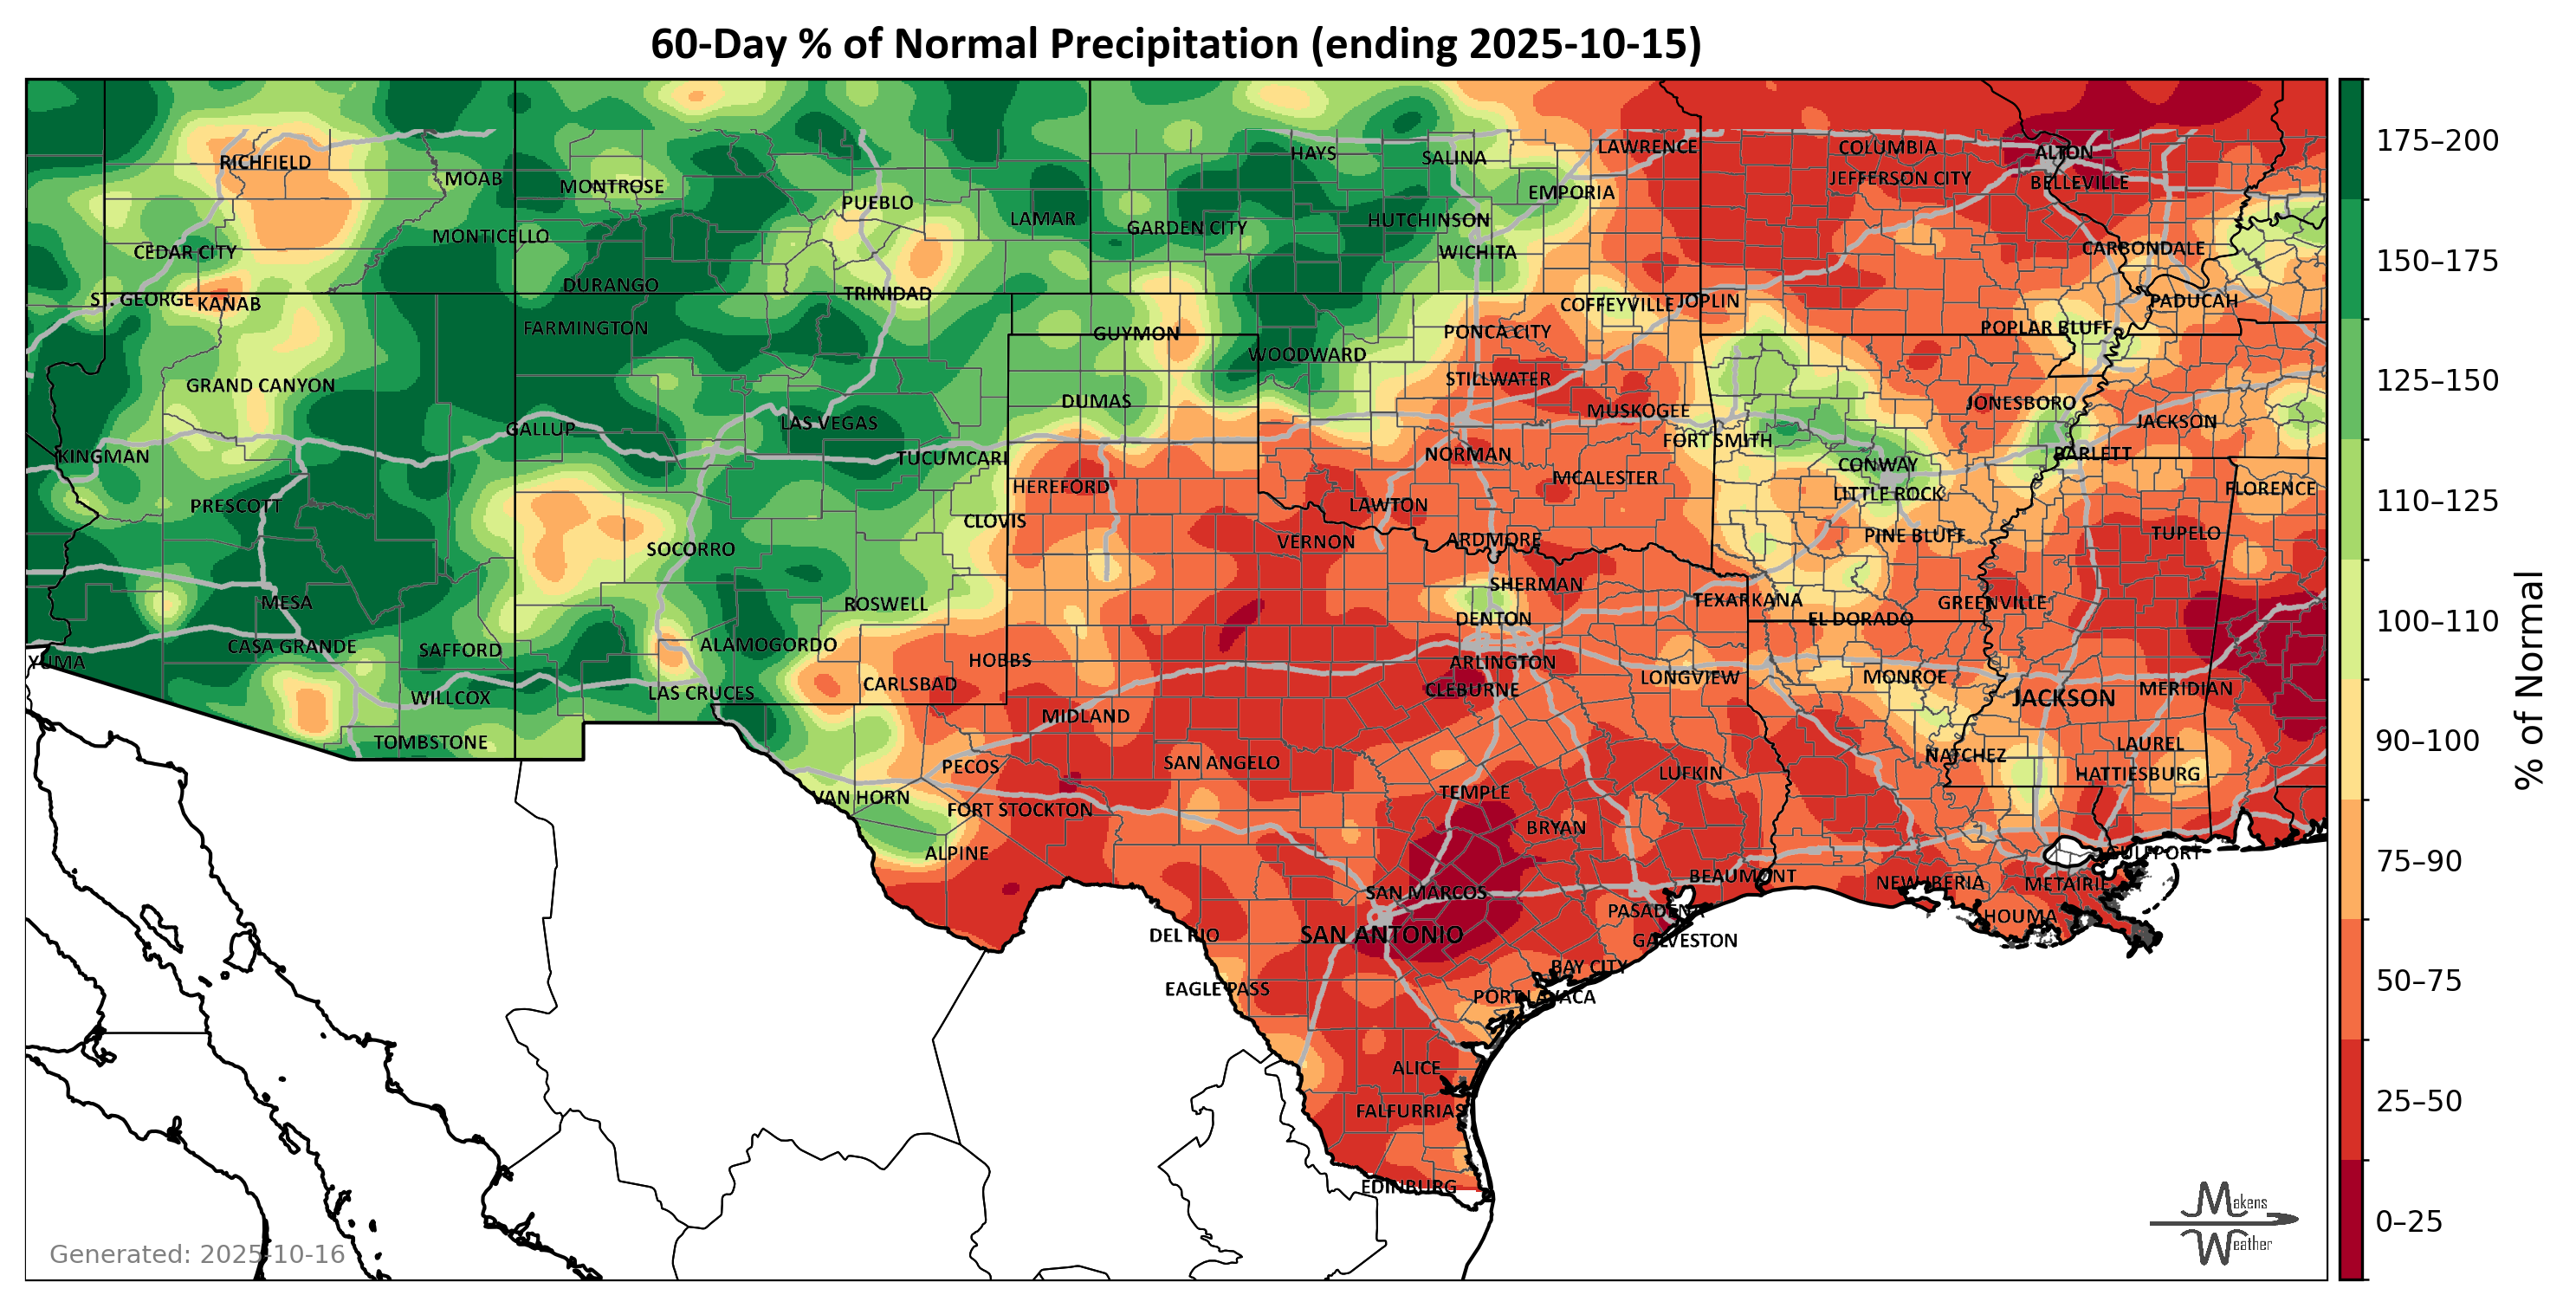 60-Day % of Normal Precipitation (ending 2025-10-15)
RICHFIELD
MOAB
MONTROSE
PUEBLO
LAMAR
HAYS
SALINA
LAWRENCE
COLUMBIA
ALTON
JEFFERSON CITY
BELLEVILLE
EMPORIA
GARDEN CITY
HUTCHINSON
CEDAR CITY
MONTICELLO
WICHITA
CARBONDALE
DURANGO
TRINIDAD
ST. GEORGE
KANAB
COFFEYVILLE
JOPLIN
PADUCAH
FARMINGTON
GUYMON
PONCA CITY
POPLAR BLUFF
WOODWARD
GRAND CANYON
STILLWATER
DUMAS
MUSKOGEE
JONESBORO
GALLUP
LAS VEGAS
JACKSON
FORT SMITH
KINGMAN
TUCUMCARI
NORMAN
BARLETT
CONWAY
HEREFORD
MCALESTER
LITTLE ROCK
FLORENCE
PRESCOTT
CLOVIS
LAWTON
SOCORRO
VERNON
ARDMORE
PINE BLUFF
TUPELO
MESA
ROSWELL
SHERMAN
TEXARKANA
GREENVILLE
DENTON
EL DORADO
CASA GRANDE
SAFFORD
ALAMOGORDO
YUMA
HOBBS
ARLINGTON
WILLCOX
LAS CRUCES
CARLSBAD
CLEBURNE
LONGVIEW
MONROE
JACKSON
MERIDIAN
TOMBSTONE
MIDLAND
PECOS
SAN ANGELO
NATCHEZ
LAUREL
VAN HORN
FORT STOCKTON
TEMPLE
LUFKIN
HATTIESBURG
ALPINE
BRYAN
GULFPORT
SAN MARCOS
BEAUMONT
NEW IBERIA
METAIRIE
PASADENA
HOUMA
DEL RIO
SAN ANTONIO
GALVESTON
EAGLE PASS
BAY CITY
PORT LAVACA
ALICE
FALFURRIAS
EDINBURG
175–200
150–175
125–150
110–125
100–110
90–100
75–90
50–75
25–50
0–25
% of Normal
Generated: 2025-10-16
Makens
Weather